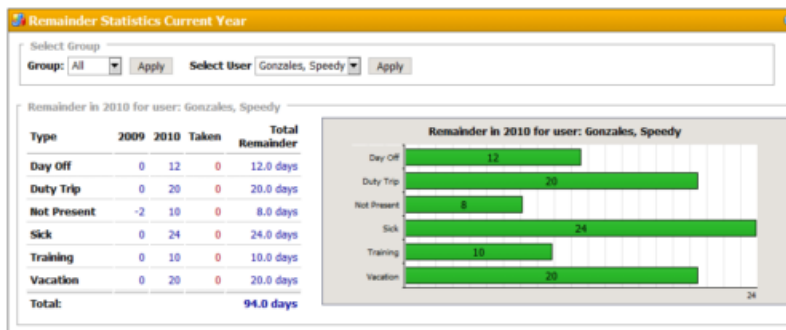 Remainder Statistics Current Year
Select Group
Group: All Apply Select User Gonzales, Speedy Apply
Remainder in 2010 for user: Gonzales, Speedy
Type 2009 2010 Taken Total Remainder
Day Off 0 12 0 12.0 days
Duty Trip 0 20 0 20.0 days
Not Present -2 10 0 8.0 days
Sick 0 24 0 24.0 days
Training 0 10 0 10.0 days
Vacation 0 20 0 20.0 days
Total: 94.0 days
Remainder in 2010 for user: Gonzales, Speedy
Day Off 12
Duty Trip 20
Not Present 8
Sick 24
Training 10
Vacation 20
24